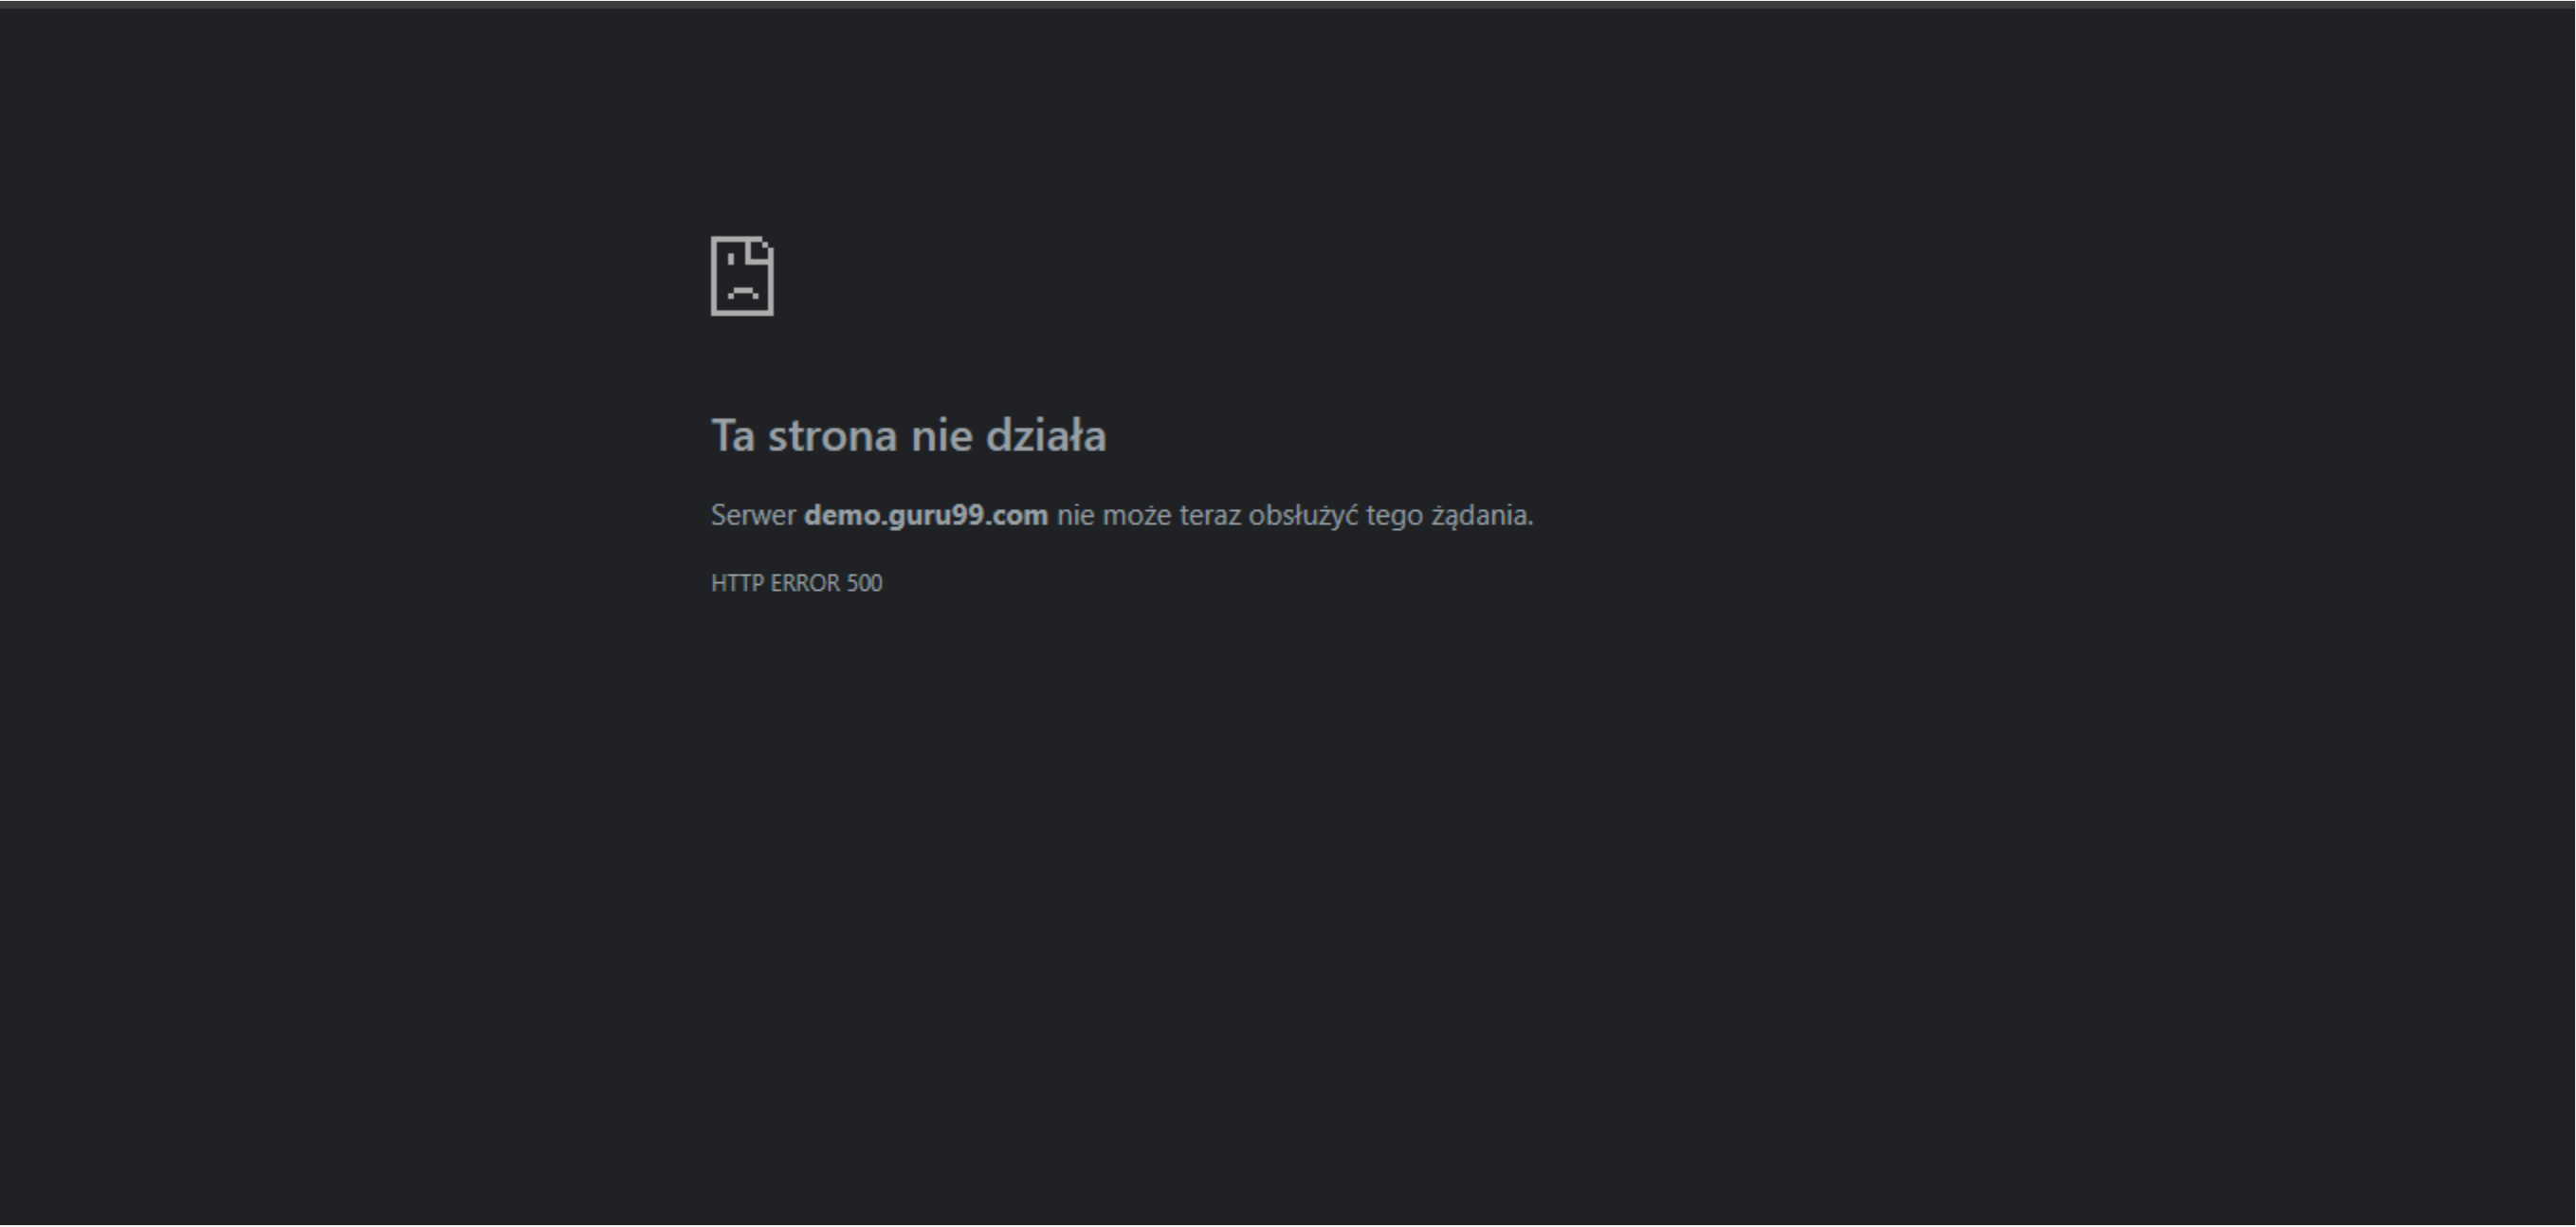 Ta strona nie działa
Serwer demo.guru99.com nie może teraz obsłużyć tego żądania.
HTTP ERROR 500